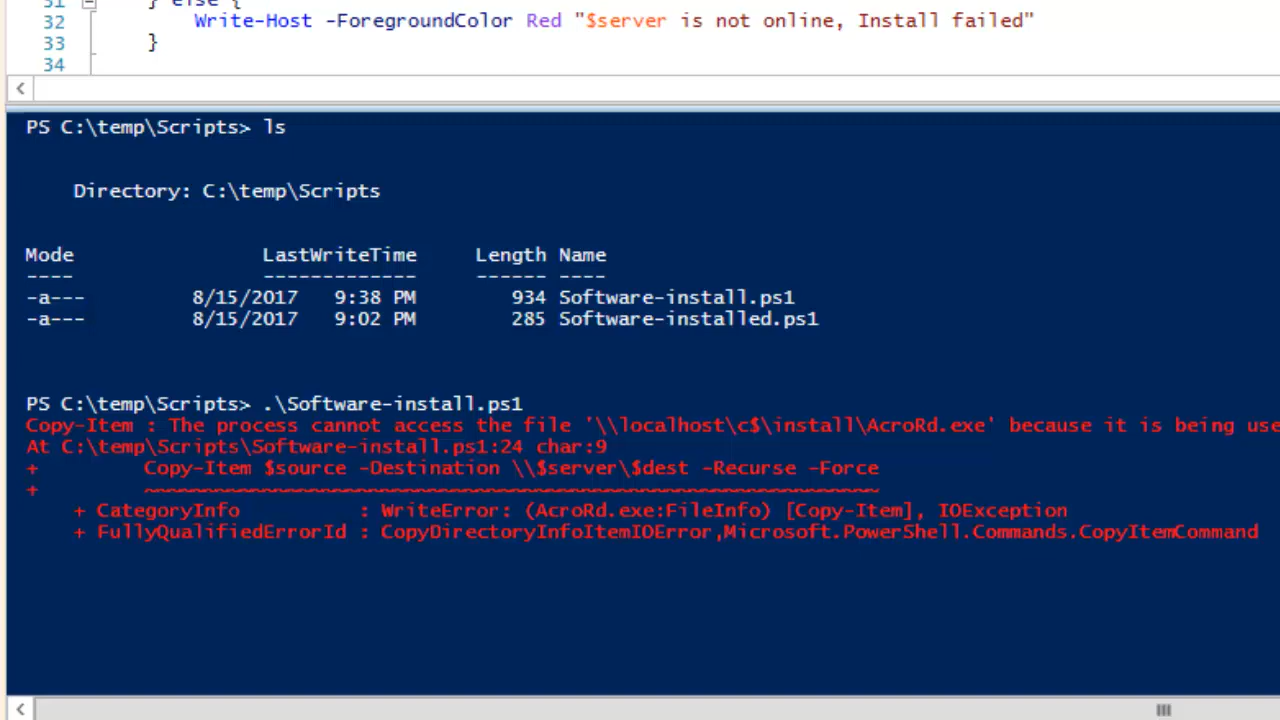 31 } else {
32 Write-Host -ForegroundColor Red "$server is not online, Install failed"
33 }
34
PS C:\temp\Scripts> ls
Directory: C:\temp\Scripts
Mode LastWriteTime Length Name
---- ------------- ------ ----
-a--- 8/15/2017 9:38 PM 934 Software-install.ps1
-a--- 8/15/2017 9:02 PM 285 Software-installed.ps1
PS C:\temp\Scripts> .\Software-install.ps1
Copy-Item : The process cannot access the file '\\localhost\c$\install\AcroRd.exe' because it is being use
At C:\temp\Scripts\Software-install.ps1:24 char:9
+ Copy-Item $source -Destination \\$server\$dest -Recurse -Force
+ ~~~~~~~~~~~~~~~~~~~~~~~~~~~~~~~~~~~~~~~~~~~~~~~~~~~~~~~~~~~~~~
+ CategoryInfo : WriteError: (AcroRd.exe:FileInfo) [Copy-Item], IOException
+ FullyQualifiedErrorId : CopyDirectoryInfoItemIOError,Microsoft.PowerShell.Commands.CopyItemCommand